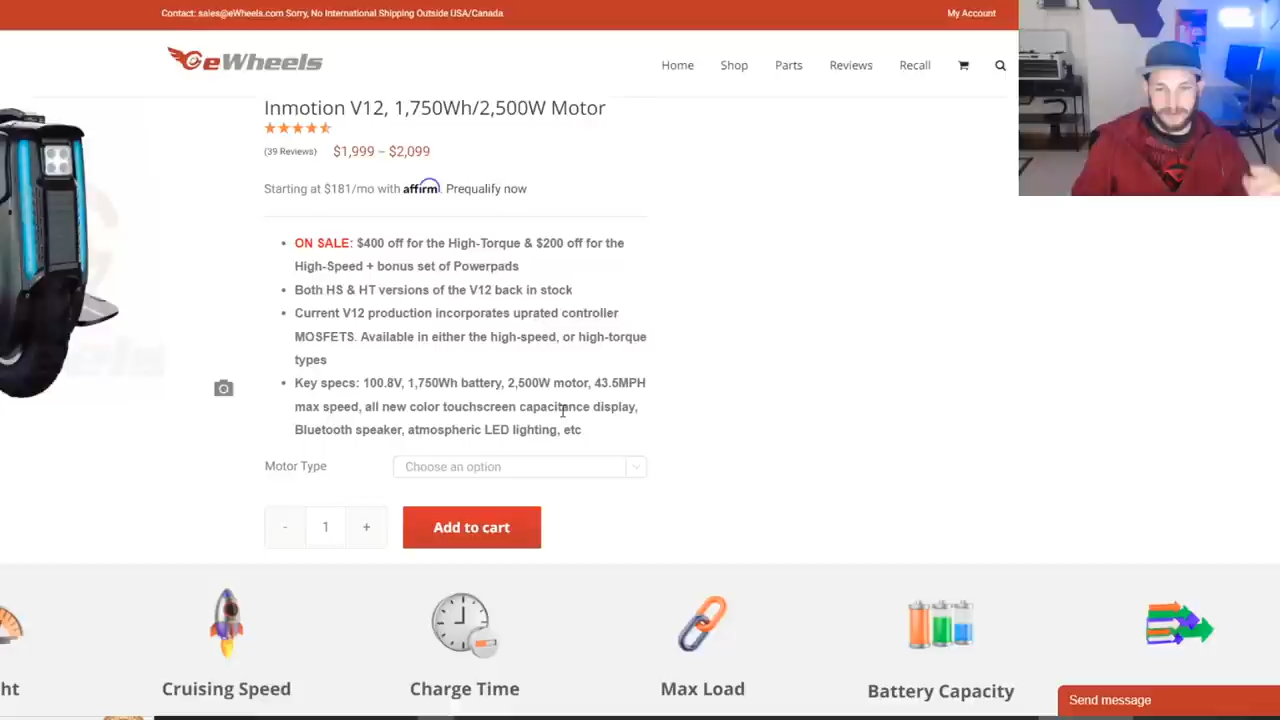 Contact: sales@eWheels.com Sorry, No International Shipping Outside USA/Canada
My Account
eWheels
Home
Shop
Parts
Reviews
Recall
Inmotion V12, 1,750Wh/2,500W Motor
(39 Reviews)
$1,999 – $2,099
Starting at $181/mo with affirm. Prequalify now
ON SALE: $400 off for the High-Torque & $200 off for the
High-Speed + bonus set of Powerpads
Both HS & HT versions of the V12 back in stock
Current V12 production incorporates uprated controller
MOSFETS. Available in either the high-speed, or high-torque
types
Key specs: 100.8V, 1,750Wh battery, 2,500W motor, 43.5MPH
max speed, all new color touchscreen capacitance display,
Bluetooth speaker, atmospheric LED lighting, etc
Motor Type
Choose an option
- 1 +
Add to cart
ht
Cruising Speed
Charge Time
Max Load
Battery Capacity
Send message